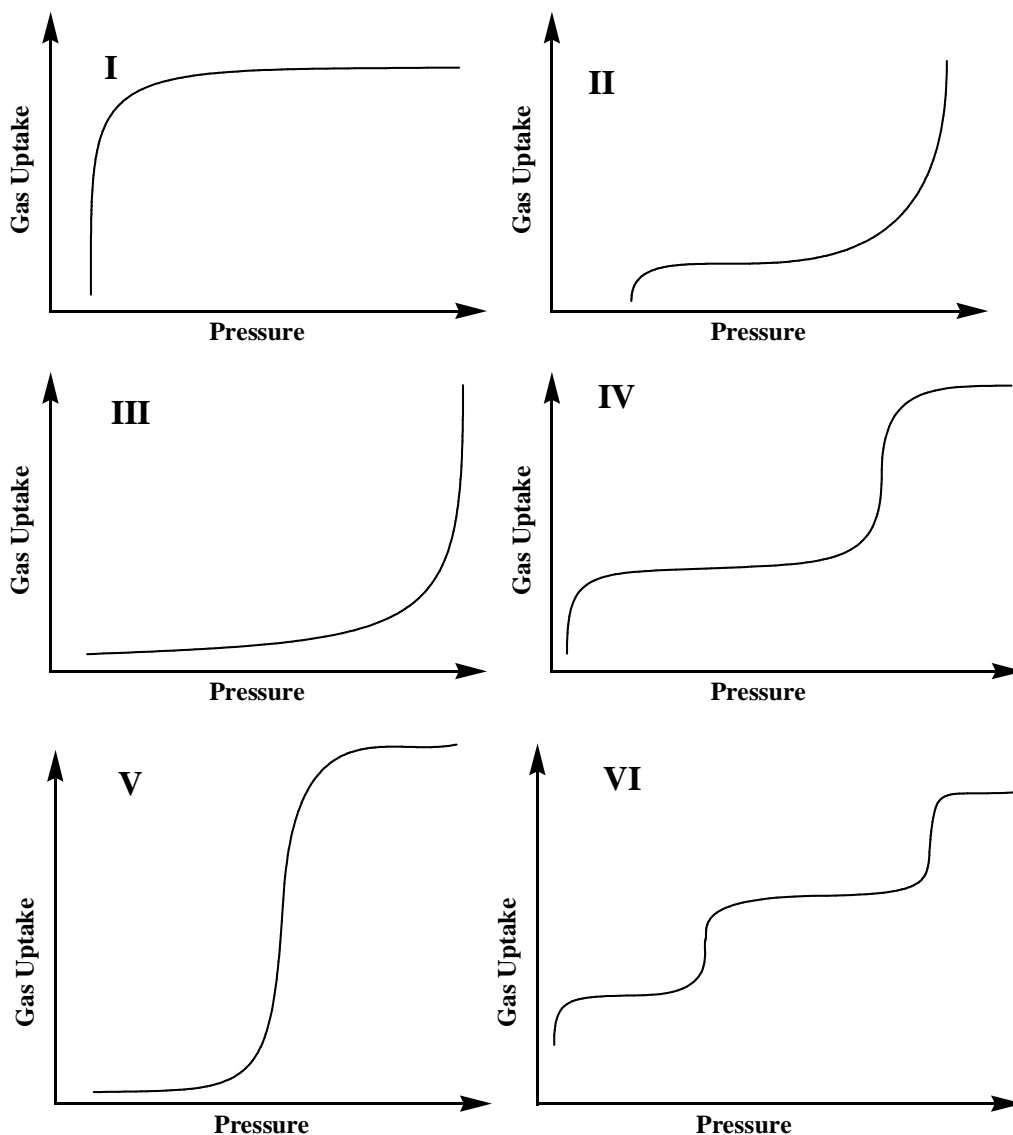 I
Gas Uptake
Pressure
II
Gas Uptake
Pressure
III
Gas Uptake
Pressure
IV
Gas Uptake
Pressure
V
Gas Uptake
Pressure
VI
Gas Uptake
Pressure